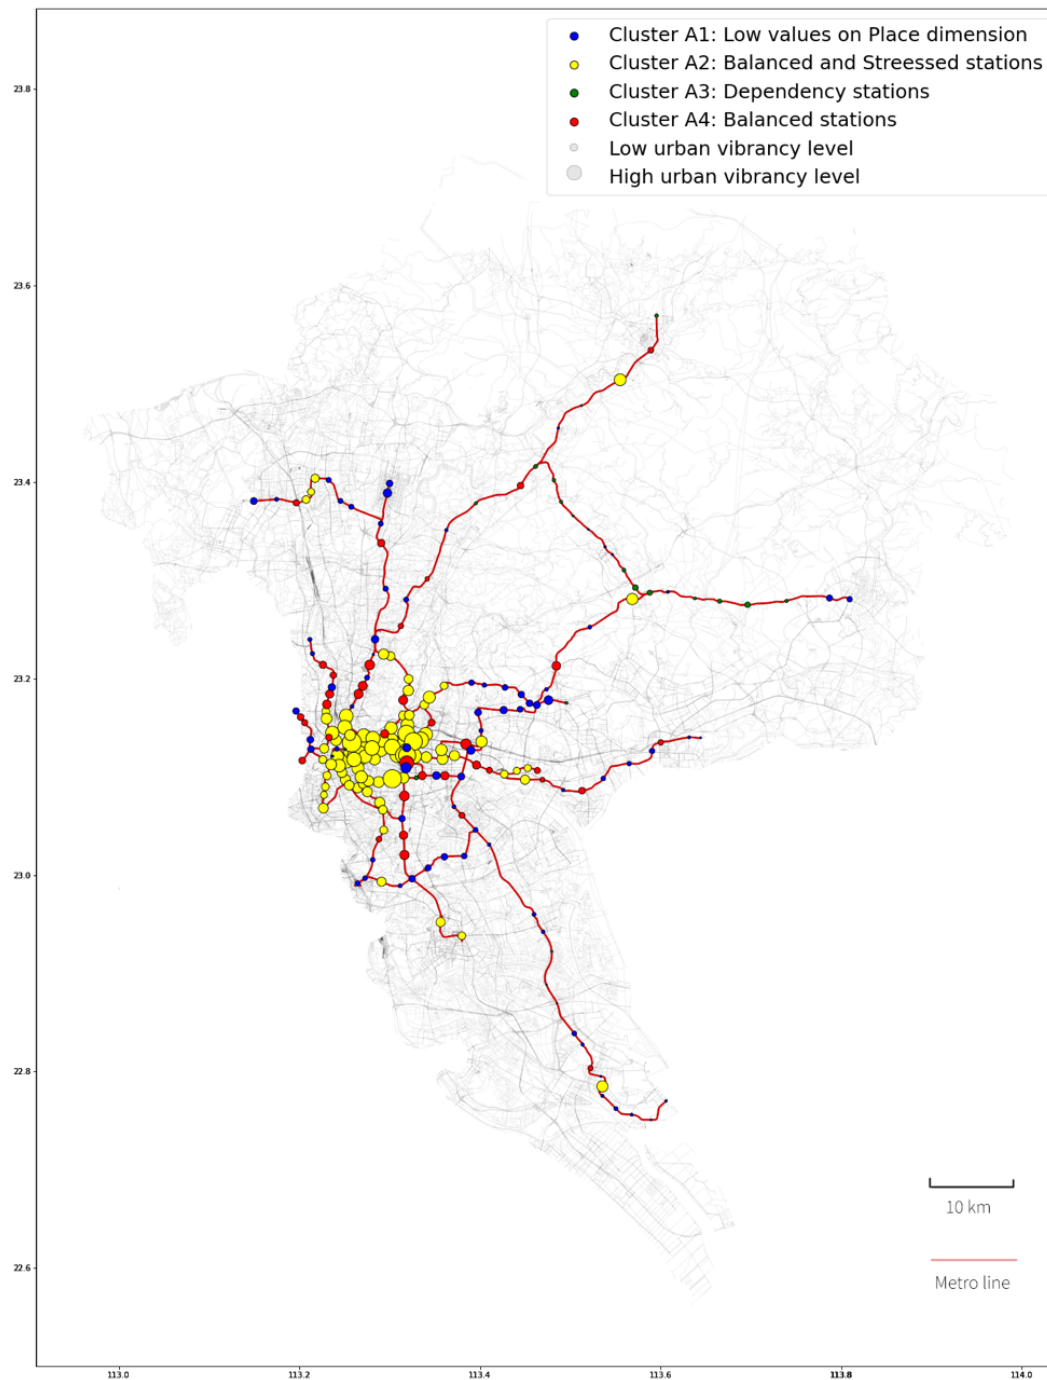 Cluster A1: Low values on Place dimension
Cluster A2: Balanced and Streessed stations
Cluster A3: Dependency stations
Cluster A4: Balanced stations
Low urban vibrancy level
High urban vibrancy level
23.8
23.6
23.4
23.2
23.0
22.8
22.6
10 km
Metro line
113.0 113.2 113.4 113.6 113.8 114.0